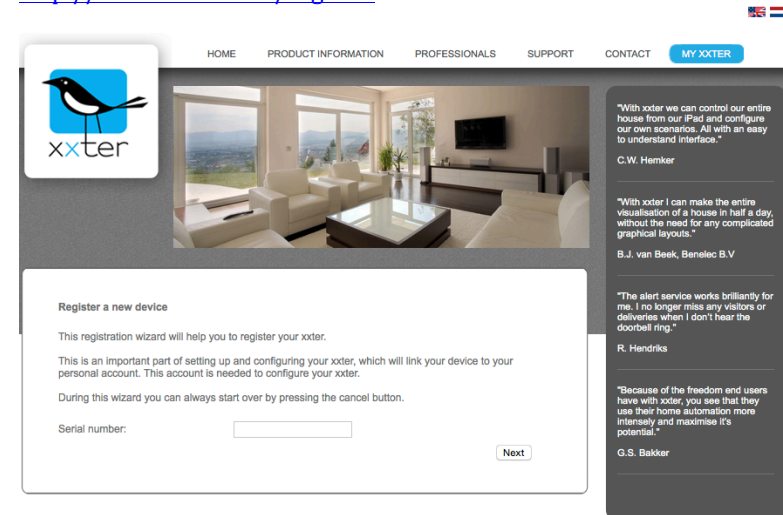 HOME PRODUCT INFORMATION PROFESSIONALS SUPPORT CONTACT MY XXTER
xxter
Register a new device
This registration wizard will help you to register your xxter.
This is an important part of setting up and configuring your xxter, which will link your device to your
personal account. This account is needed to configure your xxter.
During this wizard you can always start over by pressing the cancel button.
Serial number:
Next
"With xxter we can control our entire
house from our iPad and configure
our own scenarios. All with an easy
to understand interface."
C.W. Hemker
"With xxter I can make the entire
visualisation of a house in half a day,
without the need for any complicated
graphical layouts."
B.J. van Beek, Benelec B.V
"The alert service works brilliantly for
me. I no longer miss any visitors or
deliveries when I don't hear the
doorbell ring."
R. Hendriks
"Because of the freedom end users
have with xxter, you see that they
use their home automation more
intensely and maximise it's
potential."
G.S. Bakker